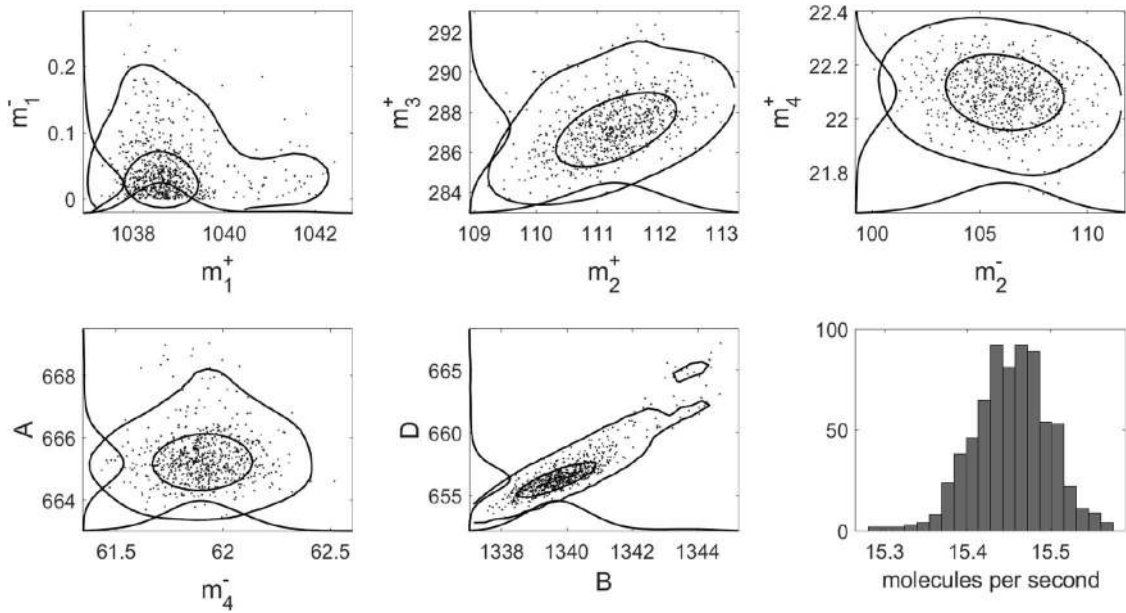 0.2
0.1
0
m₁⁻
1038 1040 1042
m₁⁺
292
290
288
286
284
m₃⁺
109 110 111 112 113
m₂⁺
22.4
22.2
22
21.8
m₄⁺
100 105 110
m₂⁻
668
666
664
A
61.5 62 62.5
m₄⁻
665
660
655
D
1338 1340 1342 1344
B
100
50
0
15.3 15.4 15.5
molecules per second